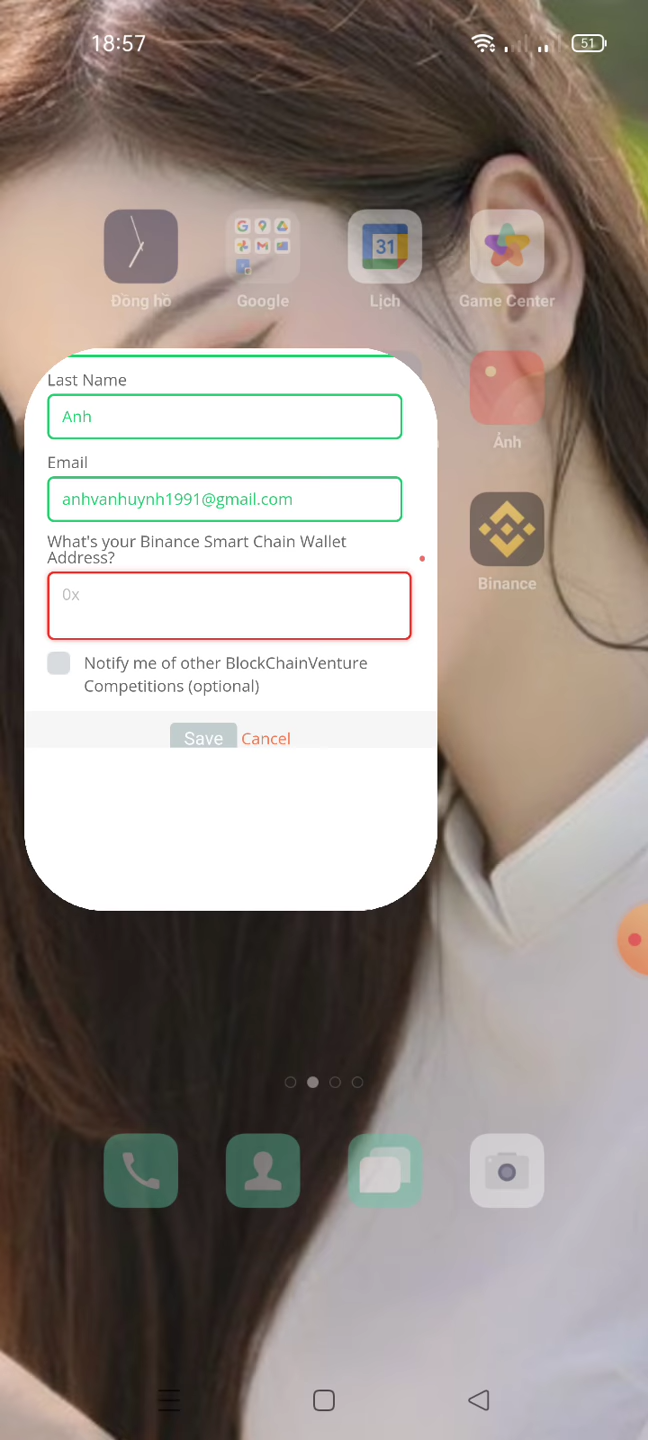 18:57
51
31
Đồng hồ
Google
Lịch
Game Center
Last Name
Anh
Ảnh
Email
anhvanhuynh1991@gmail.com
What's your Binance Smart Chain Wallet
Address?
Binance
0x
Notify me of other BlockChainVenture
Competitions (optional)
Save Cancel